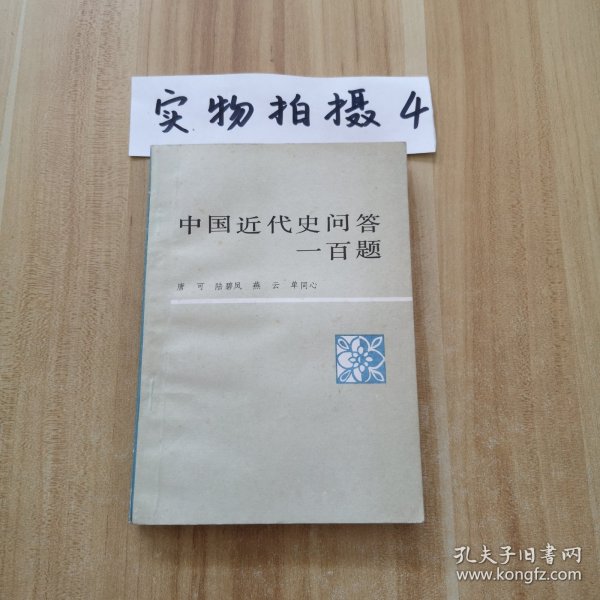 实物拍摄4
中国近代史问答
一百题
唐可 陆碧风 燕云 单同心
孔夫子旧书网
www.kongfz.com